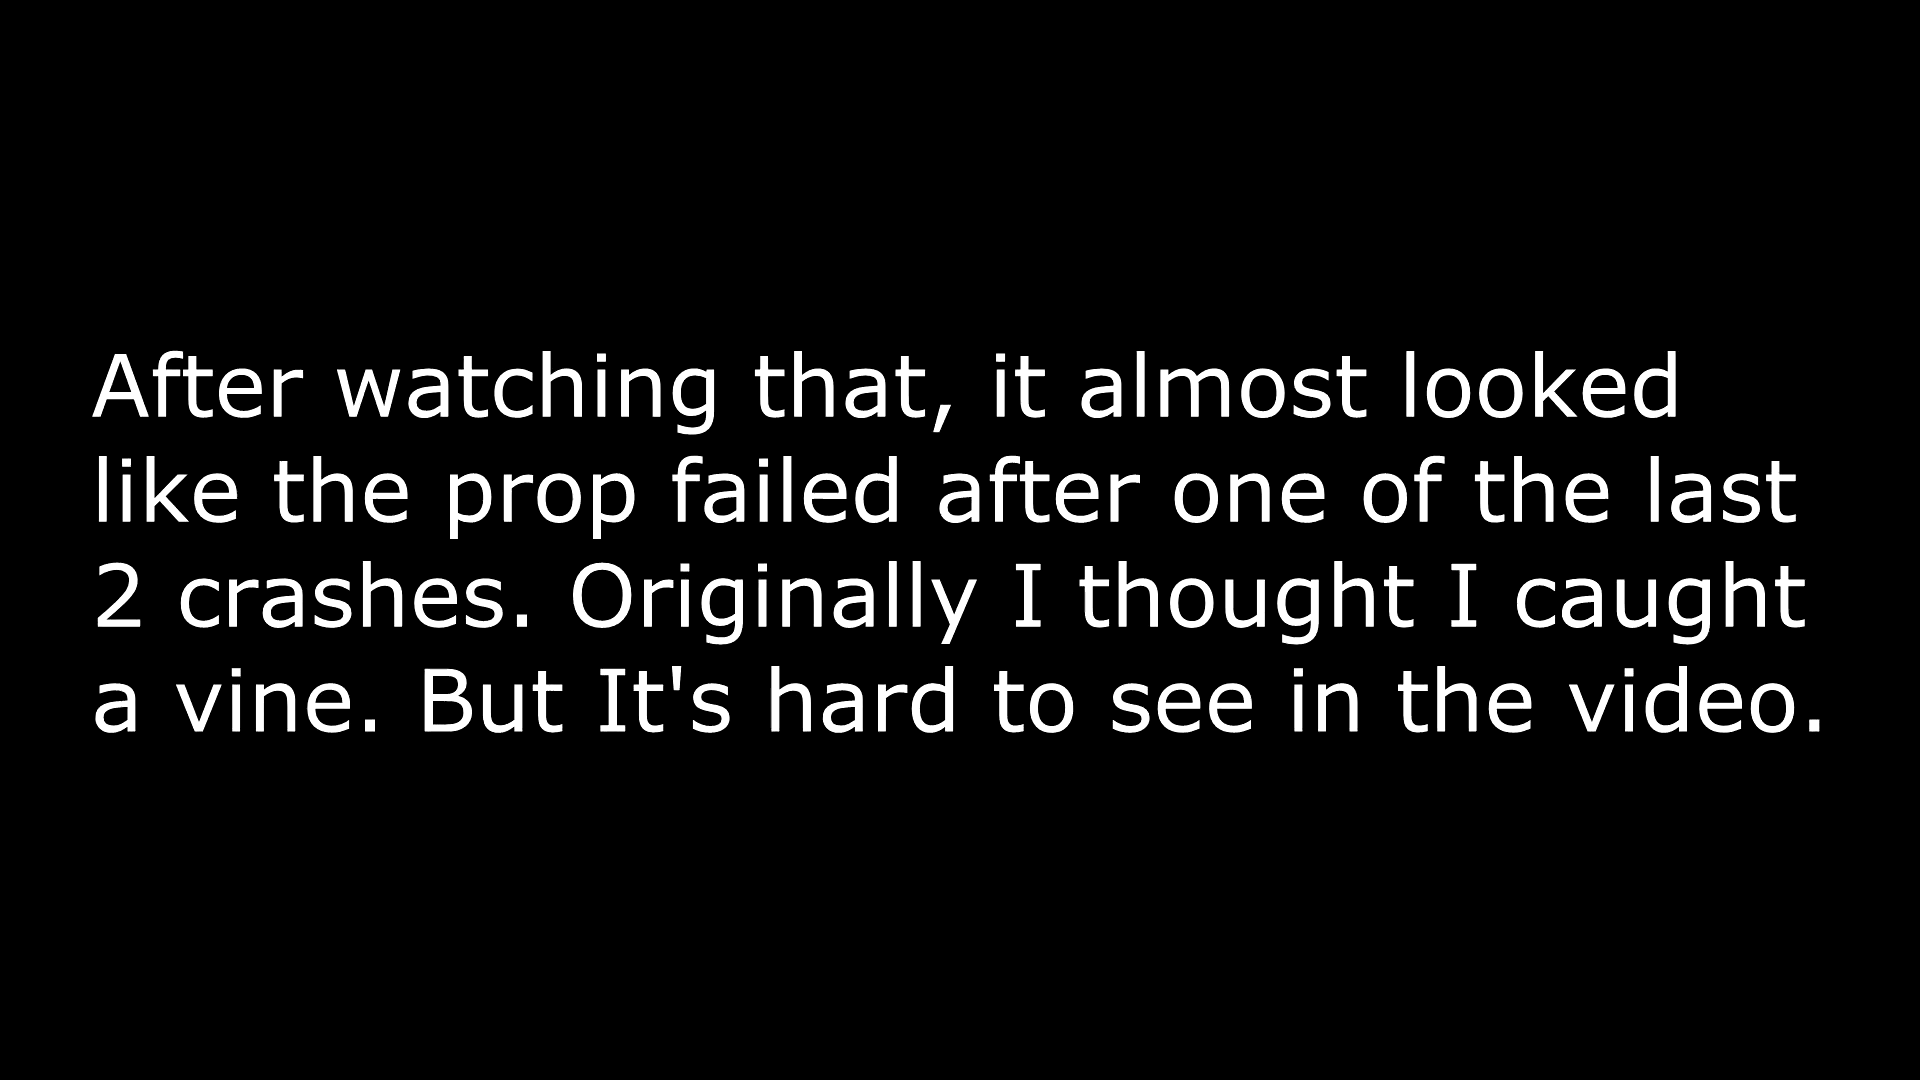 After watching that, it almost looked
like the prop failed after one of the last
2 crashes. Originally I thought I caught
a vine. But It's hard to see in the video.